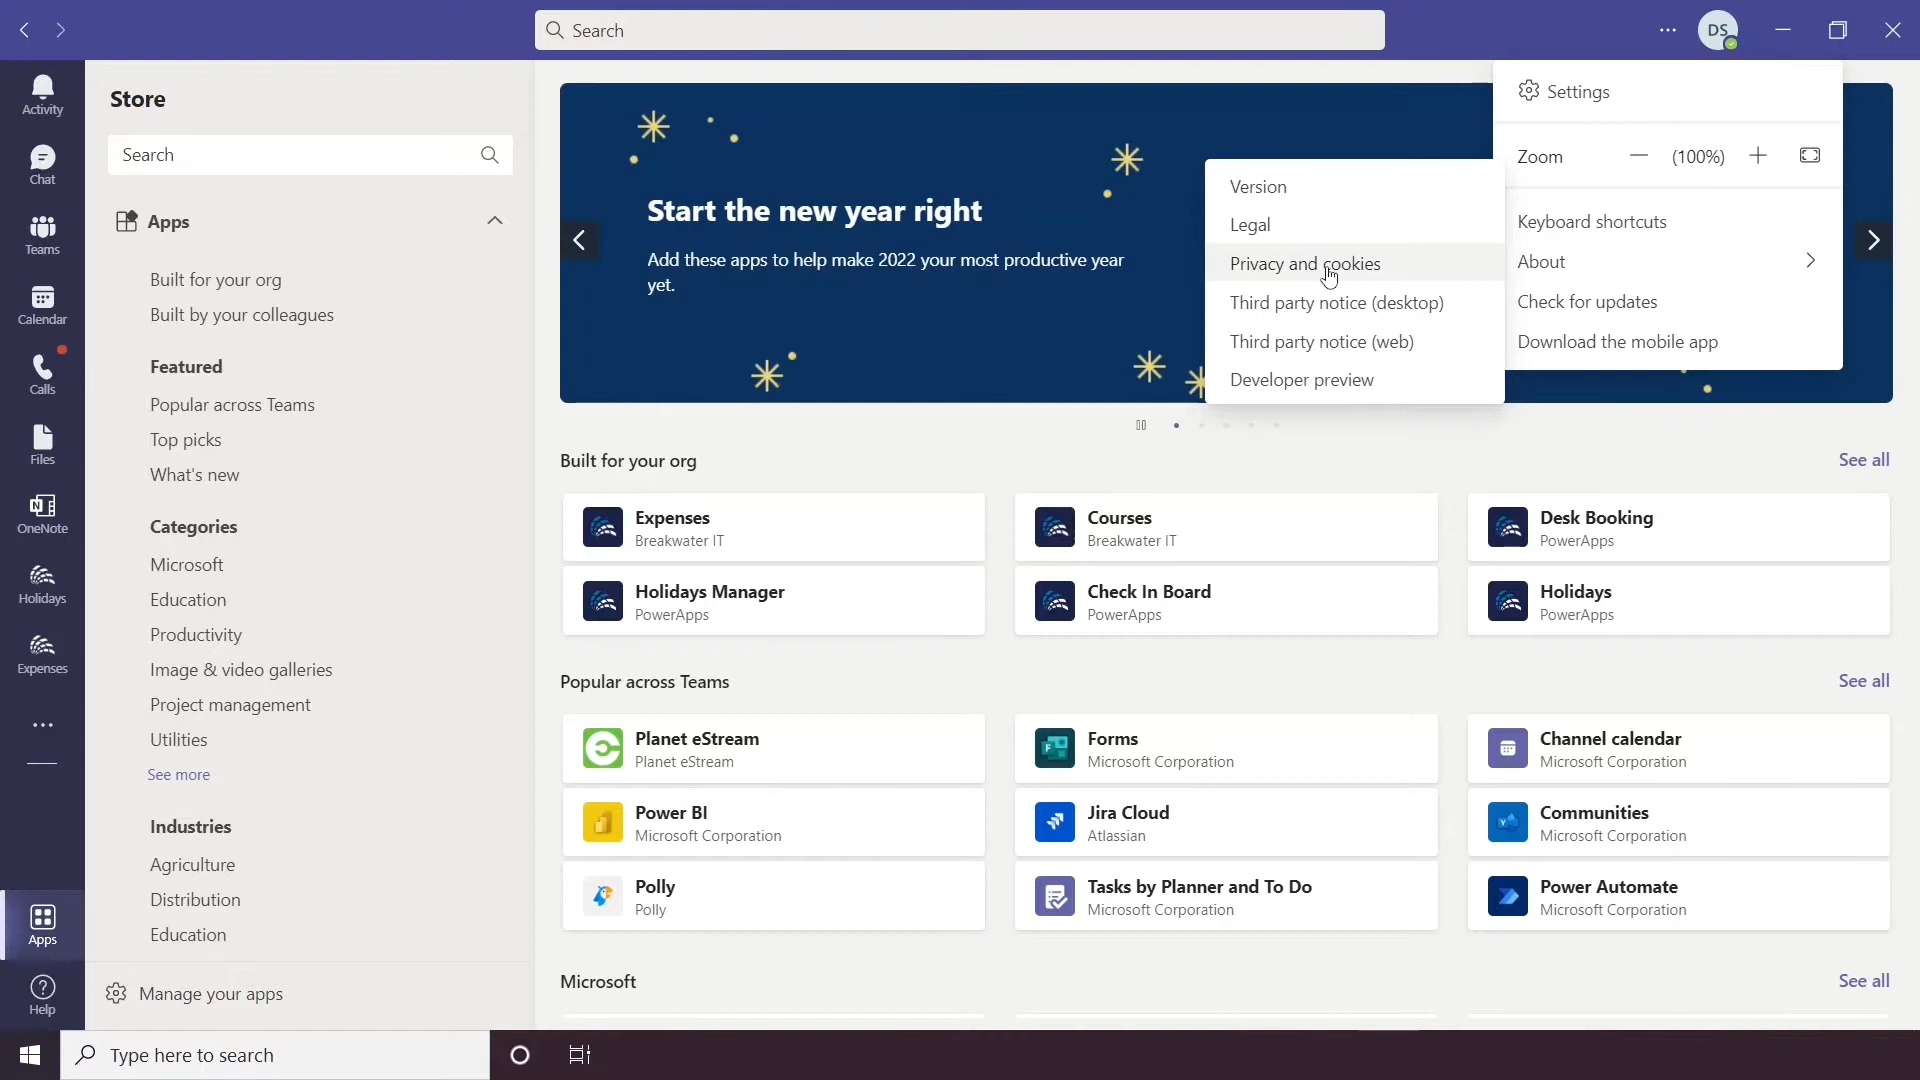 Search
DS
Activity
Chat
Teams
Calendar
Calls
Files
OneNote
Holidays
Expenses
Apps
Help
Store
Search
Apps
Built for your org
Built by your colleagues
Featured
Popular across Teams
Top picks
What's new
Categories
Microsoft
Education
Productivity
Image & video galleries
Project management
Utilities
See more
Industries
Agriculture
Distribution
Education
Manage your apps
Start the new year right
Add these apps to help make 2022 your most productive year
yet.
Version
Legal
Privacy and cookies
Third party notice (desktop)
Third party notice (web)
Developer preview
Settings
Zoom (100%)
Keyboard shortcuts
About
Check for updates
Download the mobile app
Built for your org
See all
Expenses
Breakwater IT
Courses
Breakwater IT
Desk Booking
PowerApps
Holidays Manager
PowerApps
Check In Board
PowerApps
Holidays
PowerApps
Popular across Teams
See all
Planet eStream
Planet eStream
Forms
Microsoft Corporation
Channel calendar
Microsoft Corporation
Power BI
Microsoft Corporation
Jira Cloud
Atlassian
Communities
Microsoft Corporation
Polly
Polly
Tasks by Planner and To Do
Microsoft Corporation
Power Automate
Microsoft Corporation
Microsoft
See all
Type here to search